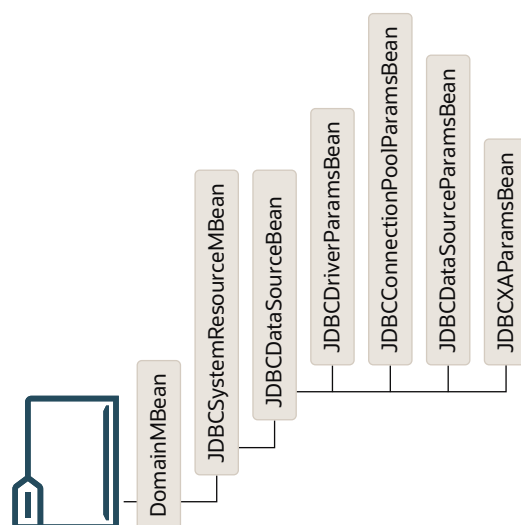 DomainMBean
JDBCSystemResourceMBean
JDBCDataSourceBean
JDBCDriverParamsBean
JDBCConnectionPoolParamsBean
JDBCDataSourceParamsBean
JDBCXAParamsBean